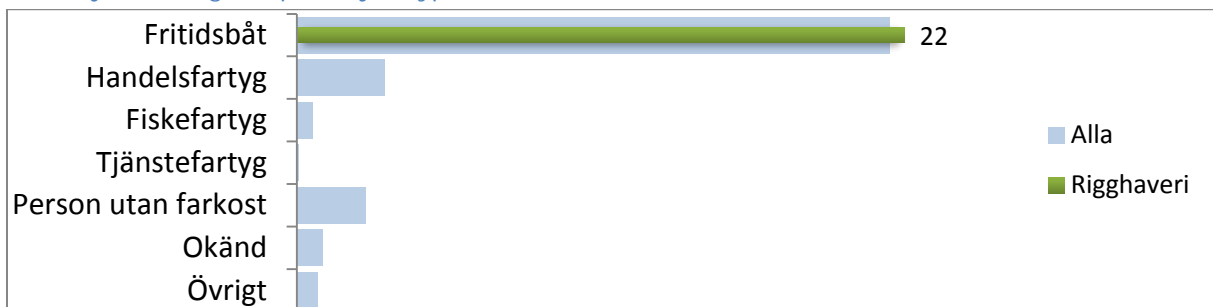 Fritidsbåt
22
Handelsfartyg
Fiskefartyg
Tjänstefartyg
Person utan farkost
Okänd
Övrigt
Alla
Rigghaveri